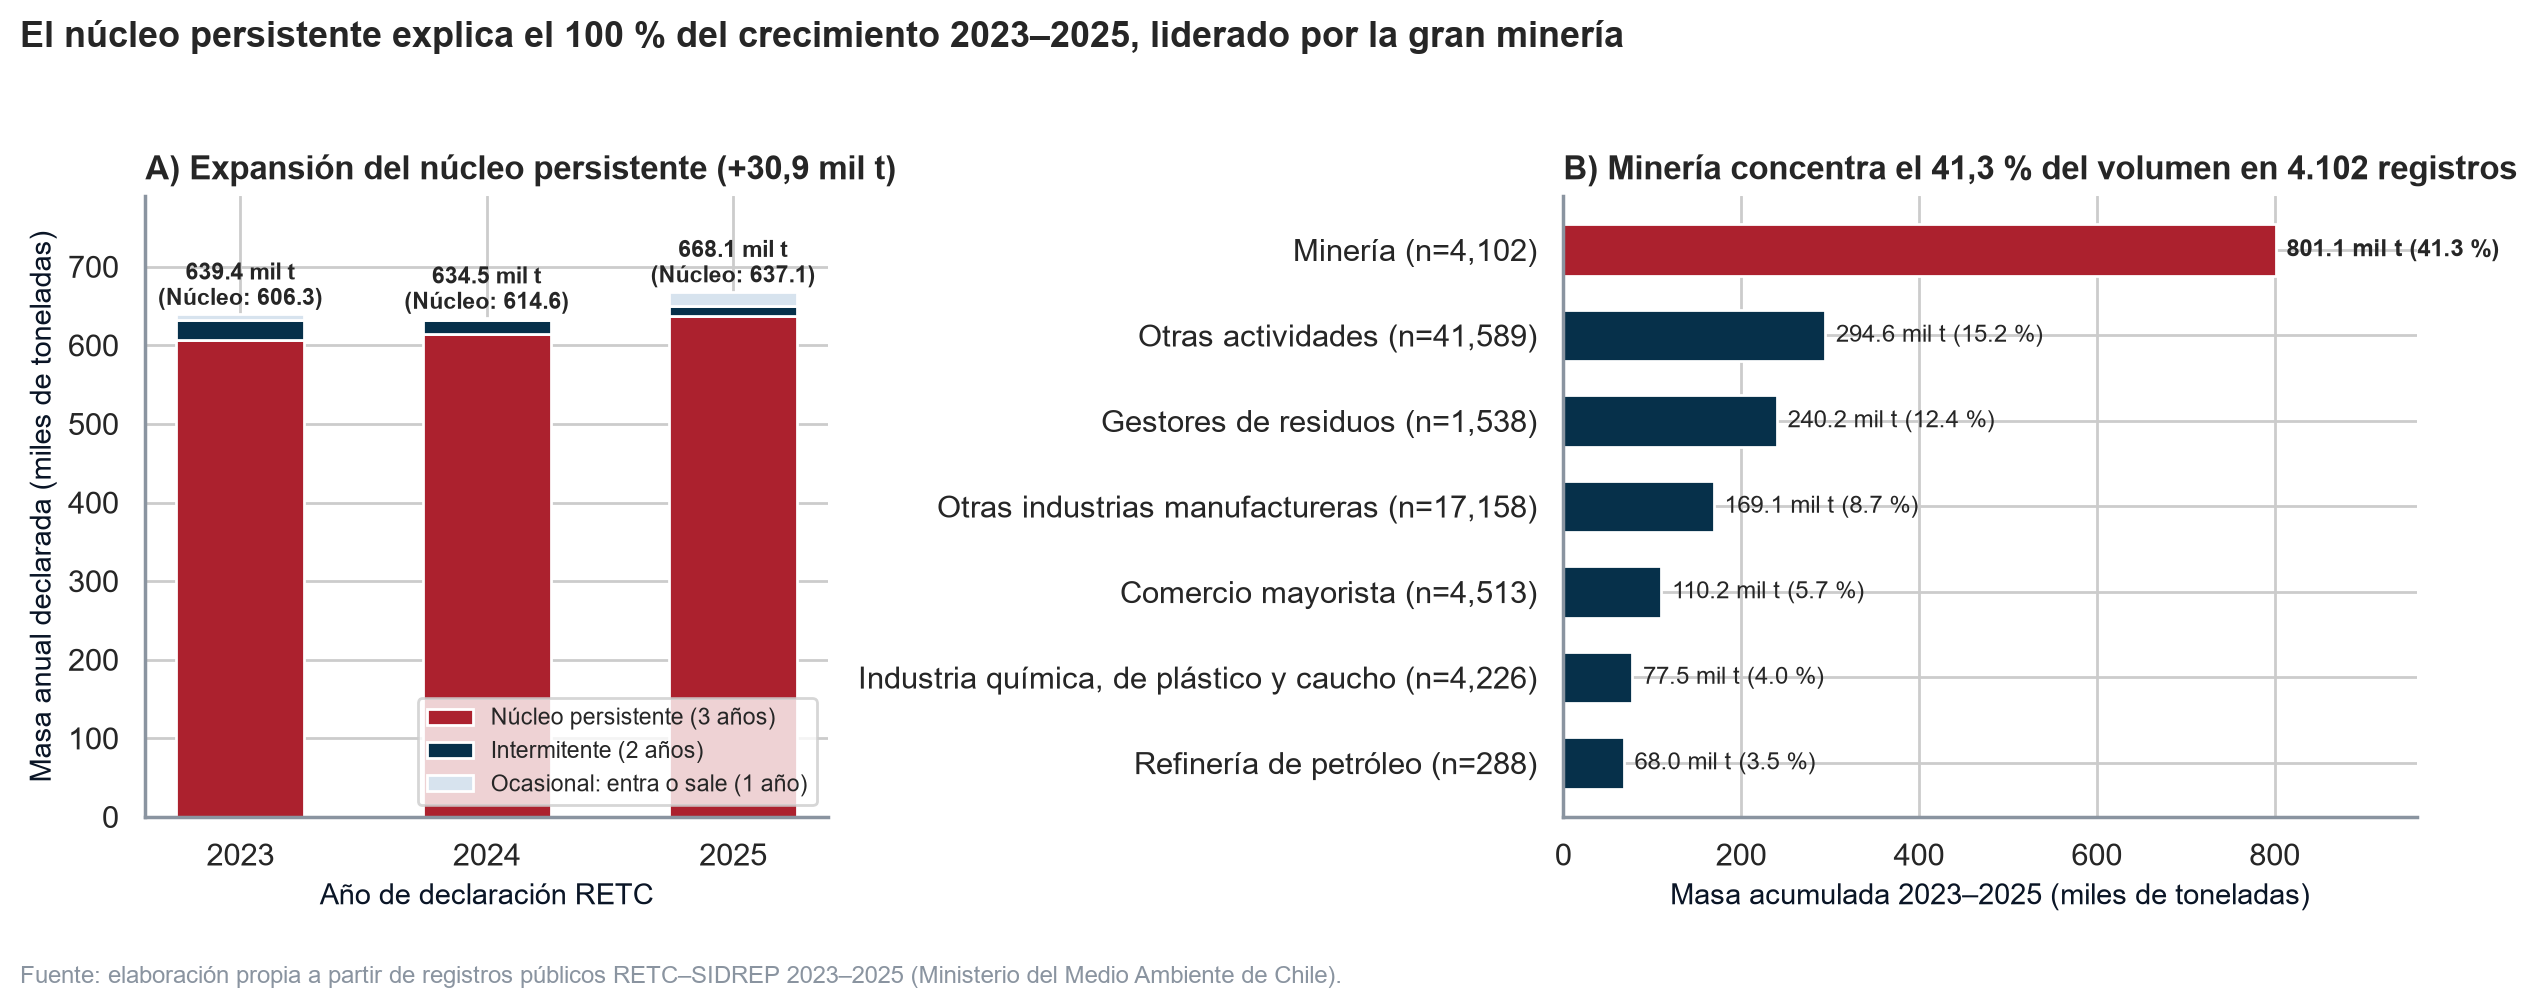 El núcleo persistente explica el 100 % del crecimiento 2023–2025, liderado por la gran minería
A) Expansión del núcleo persistente (+30,9 mil t)
Masa anual declarada (miles de toneladas)
700
600
500
400
300
200
100
0
639.4 mil t
(Núcleo: 606.3)
634.5 mil t
(Núcleo: 614.6)
668.1 mil t
(Núcleo: 637.1)
Núcleo persistente (3 años)
Intermitente (2 años)
Ocasional: entra o sale (1 año)
2023 2024 2025
Año de declaración RETC
B) Minería concentra el 41,3 % del volumen en 4.102 registros
Minería (n=4,102) 801.1 mil t (41.3 %)
Otras actividades (n=41,589) 294.6 mil t (15.2 %)
Gestores de residuos (n=1,538) 240.2 mil t (12.4 %)
Otras industrias manufactureras (n=17,158) 169.1 mil t (8.7 %)
Comercio mayorista (n=4,513) 110.2 mil t (5.7 %)
Industria química, de plástico y caucho (n=4,226) 77.5 mil t (4.0 %)
Refinería de petróleo (n=288) 68.0 mil t (3.5 %)
0 200 400 600 800
Masa acumulada 2023–2025 (miles de toneladas)
Fuente: elaboración propia a partir de registros públicos RETC–SIDREP 2023–2025 (Ministerio del Medio Ambiente de Chile).